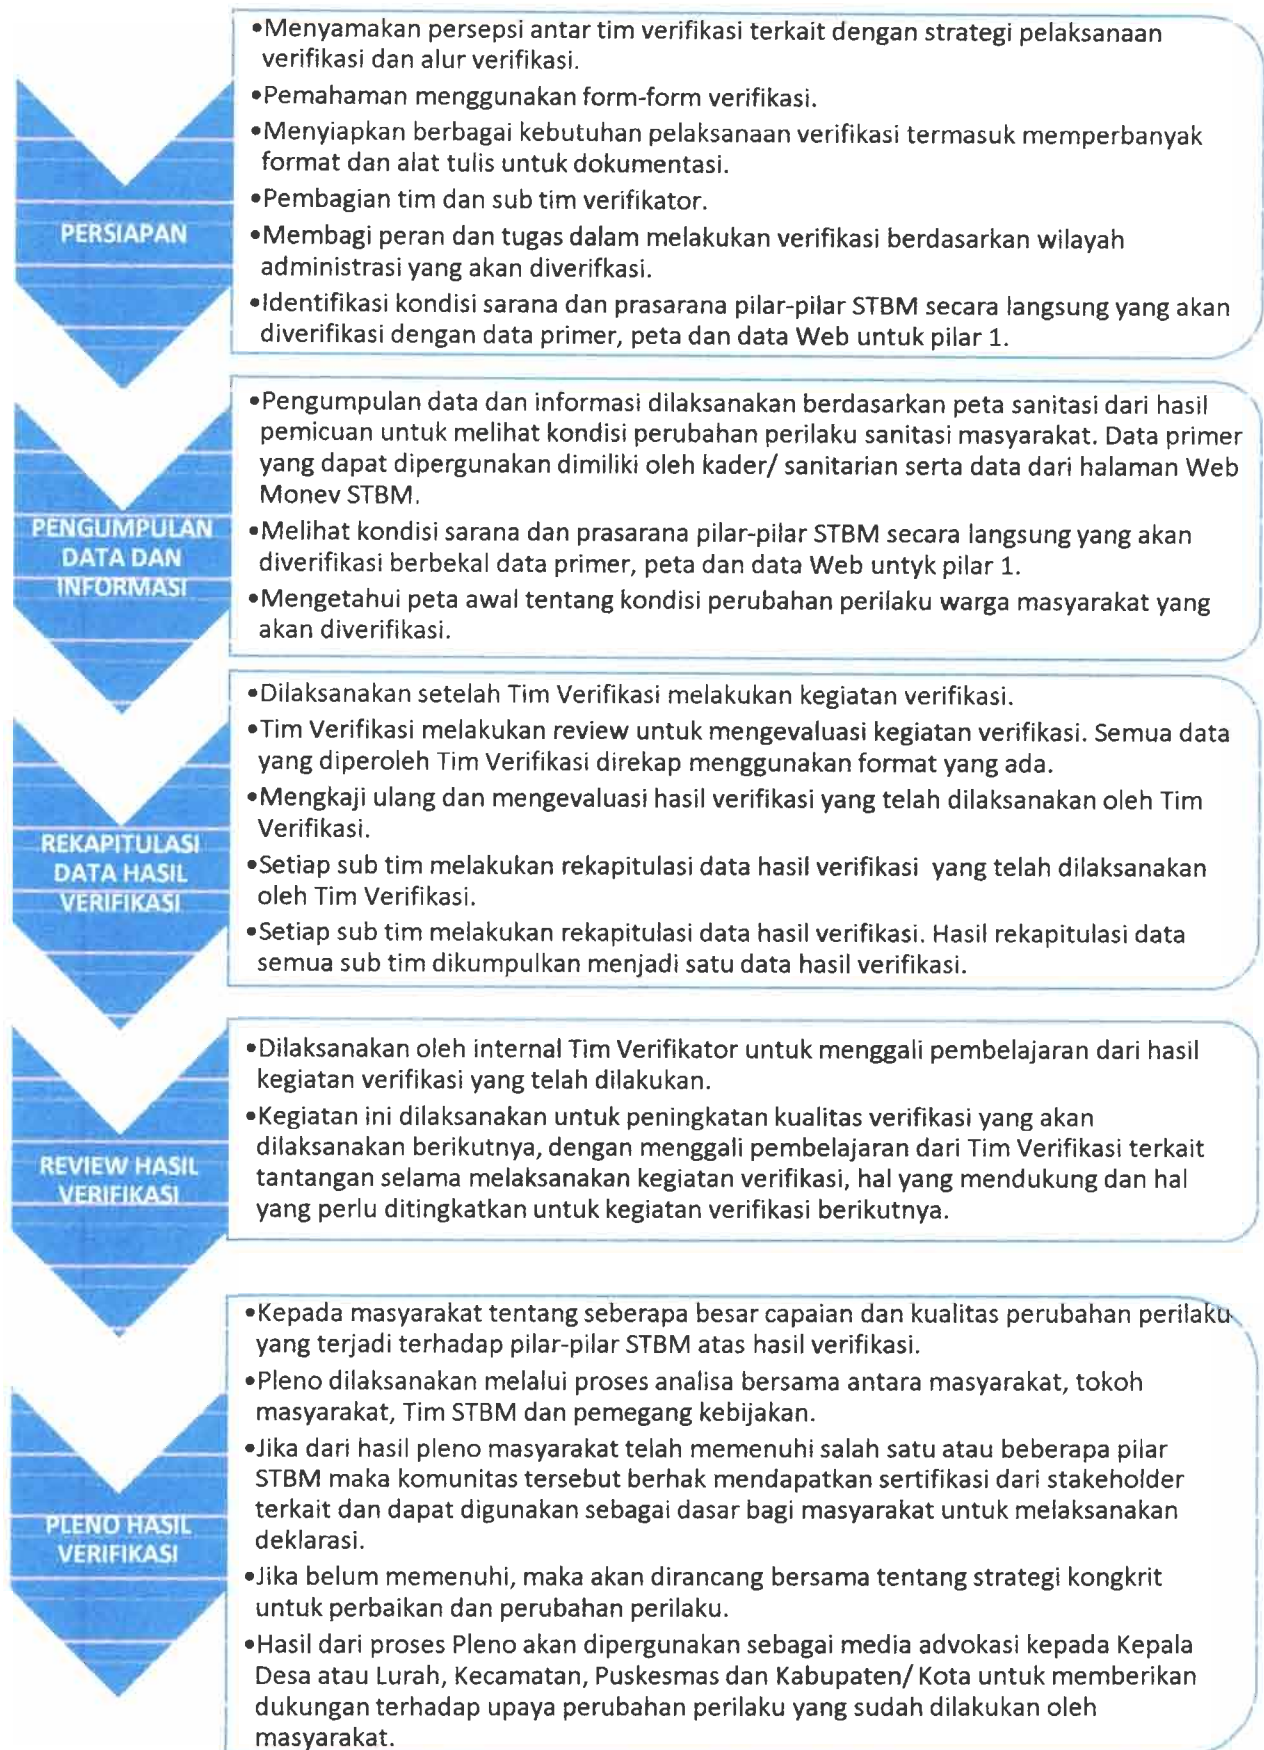 •Menyamakan persepsi antar tim verifikasi terkait dengan strategi pelaksanaan
verifikasi dan alur verifikasi.
•Pemahaman menggunakan form-form verifikasi.
•Menyiapkan berbagai kebutuhan pelaksanaan verifikasi termasuk memperbanyak
format dan alat tulis untuk dokumentasi.
•Pembagian tim dan sub tim verifikator.
•Membagi peran dan tugas dalam melakukan verifikasi berdasarkan wilayah
administrasi yang akan diverifkasi.
•Identifikasi kondisi sarana dan prasarana pilar-pilar STBM secara langsung yang akan
diverifikasi dengan data primer, peta dan data Web untuk pilar 1.
PERSIAPAN
•Pengumpulan data dan informasi dilaksanakan berdasarkan peta sanitasi dari hasil
pemicuan untuk melihat kondisi perubahan perilaku sanitasi masyarakat. Data primer
yang dapat dipergunakan dimiliki oleh kader/ sanitarian serta data dari halaman Web
Monev STBM.
•Melihat kondisi sarana dan prasarana pilar-pilar STBM secara langsung yang akan
diverifikasi berbekal data primer, peta dan data Web untyk pilar 1.
•Mengetahui peta awal tentang kondisi perubahan perilaku warga masyarakat yang
akan diverifikasi.
PENGUMPULAN
DATA DAN
INFORMASI
•Dilaksanakan setelah Tim Verifikasi melakukan kegiatan verifikasi.
•Tim Verifikasi melakukan review untuk mengevaluasi kegiatan verifikasi. Semua data
yang diperoleh Tim Verifikasi direkap menggunakan format yang ada.
•Mengkaji ulang dan mengevaluasi hasil verifikasi yang telah dilaksanakan oleh Tim
Verifikasi.
•Setiap sub tim melakukan rekapitulasi data hasil verifikasi yang telah dilaksanakan
oleh Tim Verifikasi.
•Setiap sub tim melakukan rekapitulasi data hasil verifikasi. Hasil rekapitulasi data
semua sub tim dikumpulkan menjadi satu data hasil verifikasi.
REKAPITULASI
DATA HASIL
VERIFIKASI
•Dilaksanakan oleh internal Tim Verifikator untuk menggali pembelajaran dari hasil
kegiatan verifikasi yang telah dilakukan.
•Kegiatan ini dilaksanakan untuk peningkatan kualitas verifikasi yang akan
dilaksanakan berikutnya, dengan menggali pembelajaran dari Tim Verifikasi terkait
tantangan selama melaksanakan kegiatan verifikasi, hal yang mendukung dan hal
yang perlu ditingkatkan untuk kegiatan verifikasi berikutnya.
REVIEW HASIL
VERIFIKASI
•Kepada masyarakat tentang seberapa besar capaian dan kualitas perubahan perilaku
yang terjadi terhadap pilar-pilar STBM atas hasil verifikasi.
•Pleno dilaksanakan melalui proses analisa bersama antara masyarakat, tokoh
masyarakat, Tim STBM dan pemegang kebijakan.
•Jika dari hasil pleno masyarakat telah memenuhi salah satu atau beberapa pilar
STBM maka komunitas tersebut berhak mendapatkan sertifikasi dari stakeholder
terkait dan dapat digunakan sebagai dasar bagi masyarakat untuk melaksanakan
deklarasi.
•Jika belum memenuhi, maka akan dirancang bersama tentang strategi kongkrit
untuk perbaikan dan perubahan perilaku.
•Hasil dari proses Pleno akan dipergunakan sebagai media advokasi kepada Kepala
Desa atau Lurah, Kecamatan, Puskesmas dan Kabupaten/ Kota untuk memberikan
dukungan terhadap upaya perubahan perilaku yang sudah dilakukan oleh
masyarakat.
PLENO HASIL
VERIFIKASI